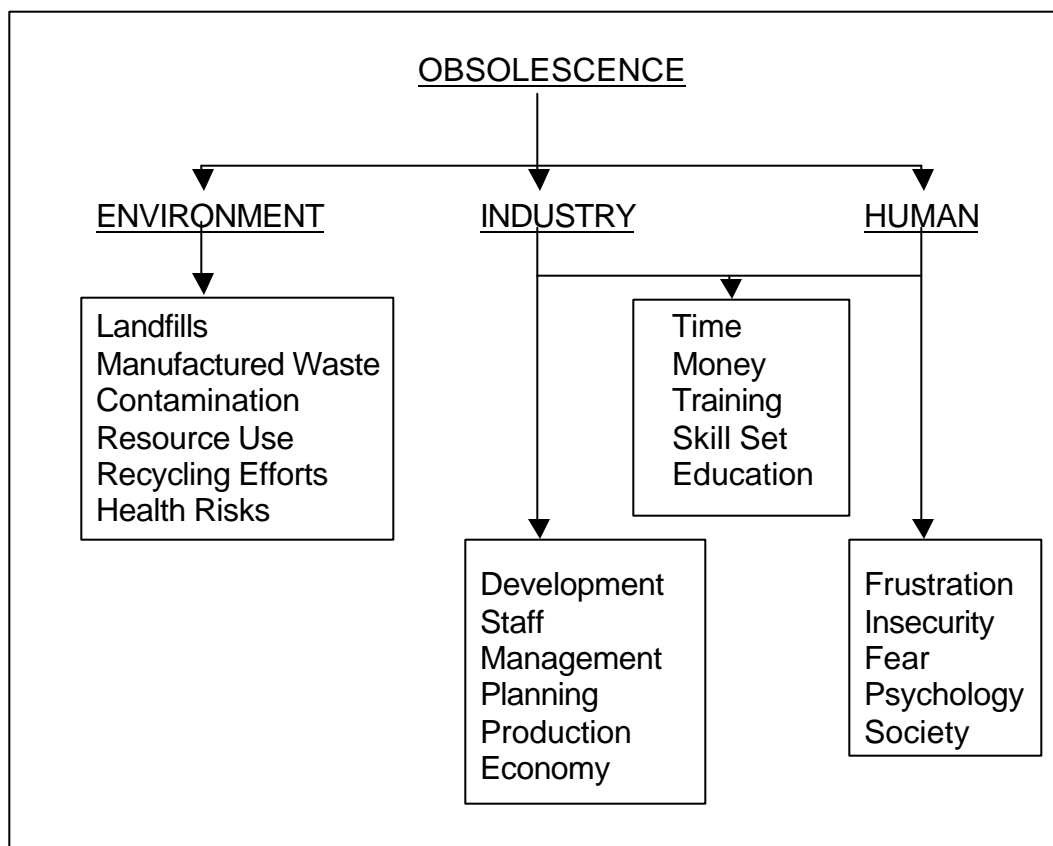 OBSOLESCENCE
ENVIRONMENT
INDUSTRY
HUMAN
Landfills
Manufactured Waste
Contamination
Resource Use
Recycling Efforts
Health Risks
Time
Money
Training
Skill Set
Education
Development
Staff
Management
Planning
Production
Economy
Frustration
Insecurity
Fear
Psychology
Society